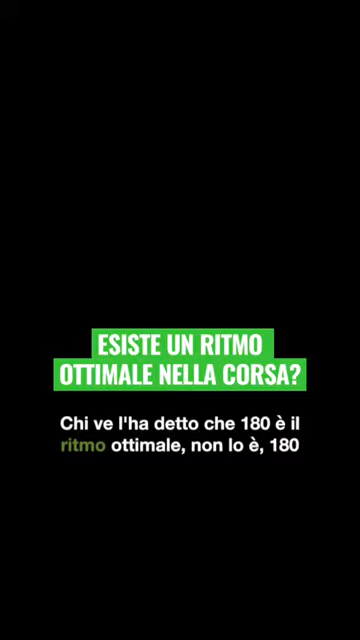 ESISTE UN RITMO
OTTIMALE NELLA CORSA?
Chi ve l'ha detto che 180 è il
ritmo ottimale, non lo è, 180